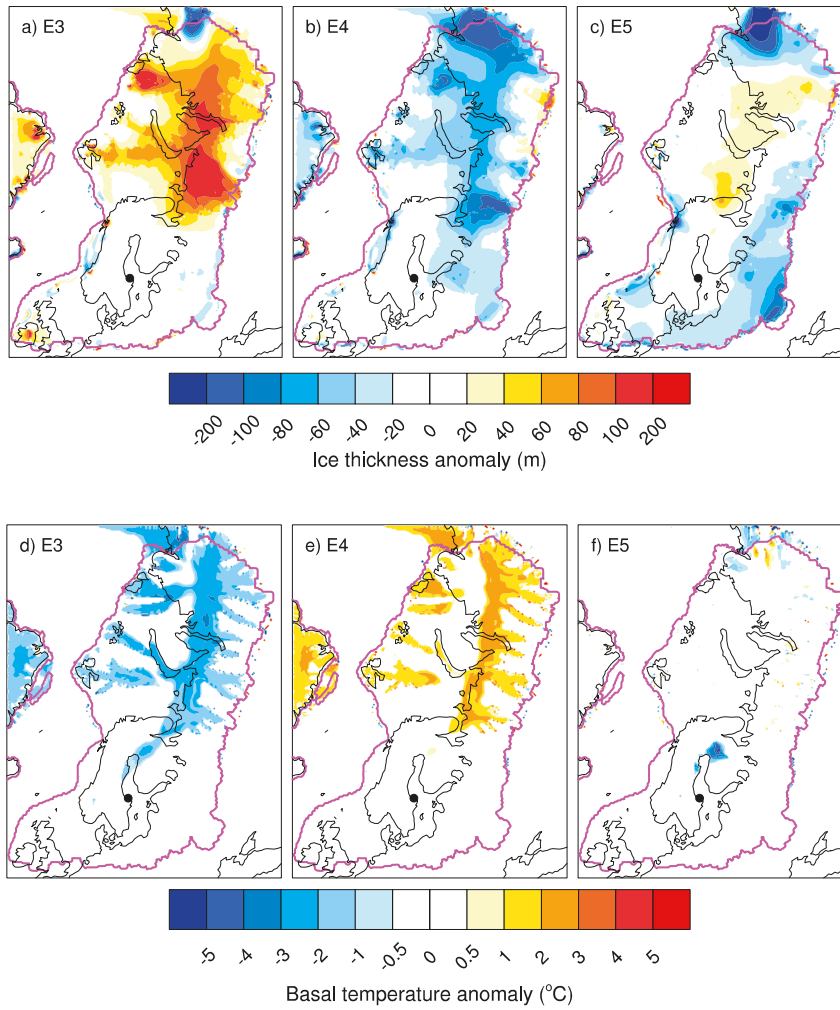 a) E3
b) E4
c) E5
-200 -100 -80 -60 -40 -20 0 20 40 60 80 100 200
Ice thickness anomaly (m)
d) E3
e) E4
f) E5
-5 -4 -3 -2 -1 -0.5 0 0.5 1 2 3 4 5
Basal temperature anomaly (°C)